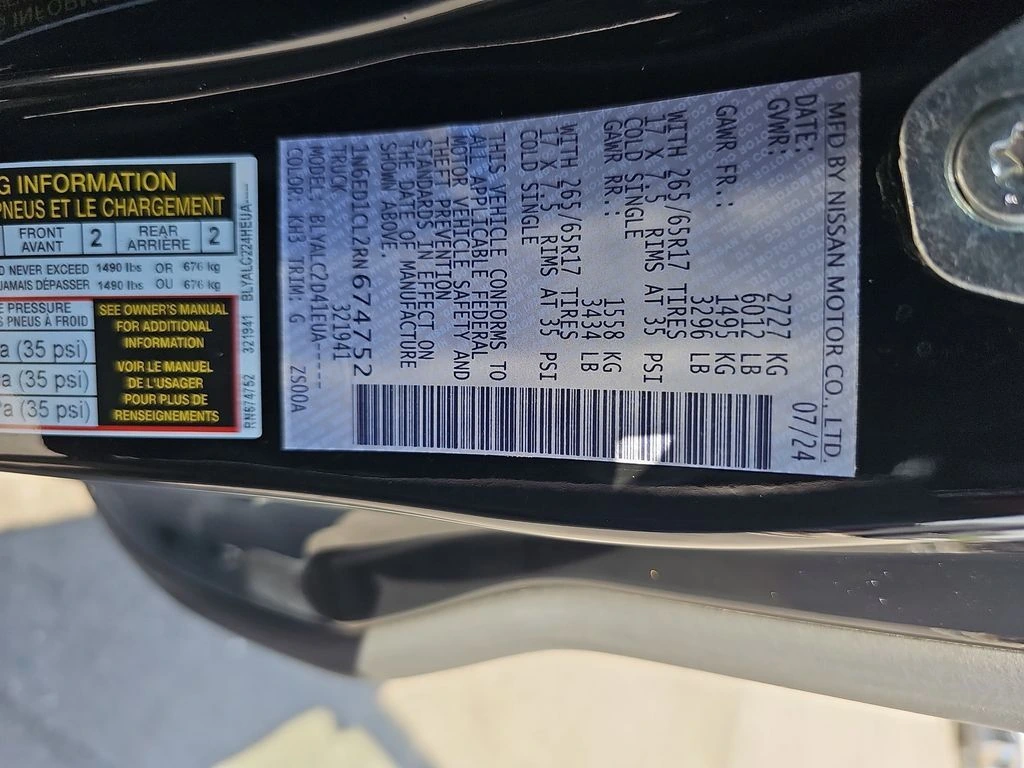 MFD BY NISSAN MOTOR CO., LTD.
DATE: 07/24
GVWR: 2727 KG
6012 LB
GAWR FR.: 1495 KG
3296 LB
WITH 265/65R17 TIRES
17 X 7.5 RIMS AT 35 PSI
COLD SINGLE
GAWR RR.: 1558 KG
3434 LB
WITH 265/65R17 TIRES
17 X 7.5 RIMS AT 35 PSI
COLD SINGLE
THIS VEHICLE CONFORMS TO
ALL APPLICABLE FEDERAL
MOTOR VEHICLE SAFETY AND
THEFT PREVENTION
STANDARDS IN EFFECT ON
THE DATE OF MANUFACTURE
SHOWN ABOVE.
1N6ED1CL2RN674752
TRUCK 321941
MODEL: BLYALC2D41EUA-----
COLOR: KH3 TRIM: G ZS00A
G INFORMATION
PNEUS ET LE CHARGEMENT
FRONT AVANT 2 REAR ARRIÈRE 2
D NEVER EXCEED 1490 lbs OR 676 kg
JAMAIS DÉPASSER 1490 lbs OU 676 kg
E PRESSURE
S PNEUS À FROID
a (35 psi)
a (35 psi)
Pa (35 psi)
SEE OWNER'S MANUAL
FOR ADDITIONAL
INFORMATION
VOIR LE MANUEL
DE L'USAGER
POUR PLUS DE
RENSEIGNEMENTS
RN674752 321941 BLYALC224HEUA-----